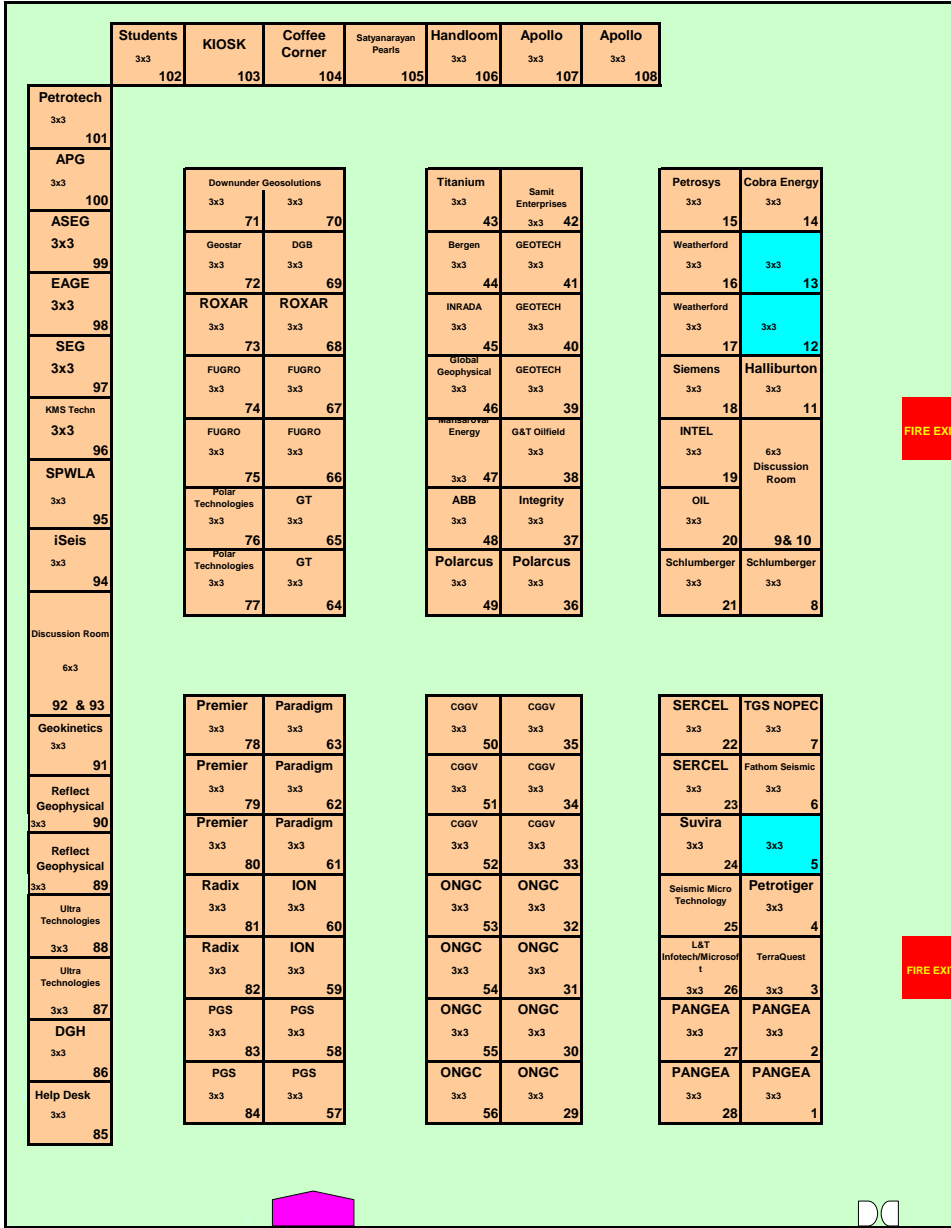 Students
3x3
102
KIOSK
103
Coffee
Corner
104
Satyanarayan
Pearls
105
Handloom
3x3
106
Apollo
3x3
107
Apollo
3x3
108
Petrotech
3x3
101
APG
3x3
100
ASEG
3x3
99
EAGE
3x3
98
SEG
3x3
97
KMS Techn
3x3
96
SPWLA
3x3
95
iSeis
3x3
94
Discussion Room
6x3
92 & 93
Geokinetics
3x3
91
Reflect
Geophysical
3x3 90
Reflect
Geophysical
3x3 89
Ultra
Technologies
3x3 88
Ultra
Technologies
3x3 87
DGH
3x3
86
Help Desk
3x3
85
Downunder Geosolutions
3x3 3x3
71 70
Geostar
3x3
72
DGB
3x3
69
ROXAR
3x3
73
ROXAR
3x3
68
FUGRO
3x3
74
FUGRO
3x3
67
FUGRO
3x3
75
FUGRO
3x3
66
Polar
Technologies
3x3
76
GT
3x3
65
Polar
Technologies
3x3
77
GT
3x3
64
Titanium
3x3
43
Samit
Enterprises
3x3 42
Bergen
3x3
44
GEOTECH
3x3
41
INRADA
3x3
45
GEOTECH
3x3
40
Global
Geophysical
3x3
46
GEOTECH
3x3
39
Mansarovar
Energy
3x3 47
G&T Oilfield
3x3
38
ABB
3x3
48
Integrity
3x3
37
Polarcus
3x3
49
Polarcus
3x3
36
Petrosys
3x3
15
Cobra Energy
3x3
14
Weatherford
3x3
16
3x3
13
Weatherford
3x3
17
3x3
12
Siemens
3x3
18
Halliburton
3x3
11
INTEL
3x3
19
6x3
Discussion
Room
9& 10
OIL
3x3
20
Schlumberger
3x3
21
Schlumberger
3x3
8
FIRE EXI
Premier
3x3
78
Paradigm
3x3
63
Premier
3x3
79
Paradigm
3x3
62
Premier
3x3
80
Paradigm
3x3
61
Radix
3x3
81
ION
3x3
60
Radix
3x3
82
ION
3x3
59
PGS
3x3
83
PGS
3x3
58
PGS
3x3
84
PGS
3x3
57
CGGV
3x3
50
CGGV
3x3
35
CGGV
3x3
51
CGGV
3x3
34
CGGV
3x3
52
CGGV
3x3
33
ONGC
3x3
53
ONGC
3x3
32
ONGC
3x3
54
ONGC
3x3
31
ONGC
3x3
55
ONGC
3x3
30
ONGC
3x3
56
ONGC
3x3
29
SERCEL
3x3
22
TGS NOPEC
3x3
7
SERCEL
3x3
23
Fathom Seismic
3x3
6
Suvira
3x3
24
3x3
5
Seismic Micro
Technology
25
Petrotiger
3x3
4
L&T
Infotech/Microsof
t
3x3 26
TerraQuest
3x3 3
PANGEA
3x3
27
PANGEA
3x3
2
PANGEA
3x3
28
PANGEA
3x3
1
FIRE EXI